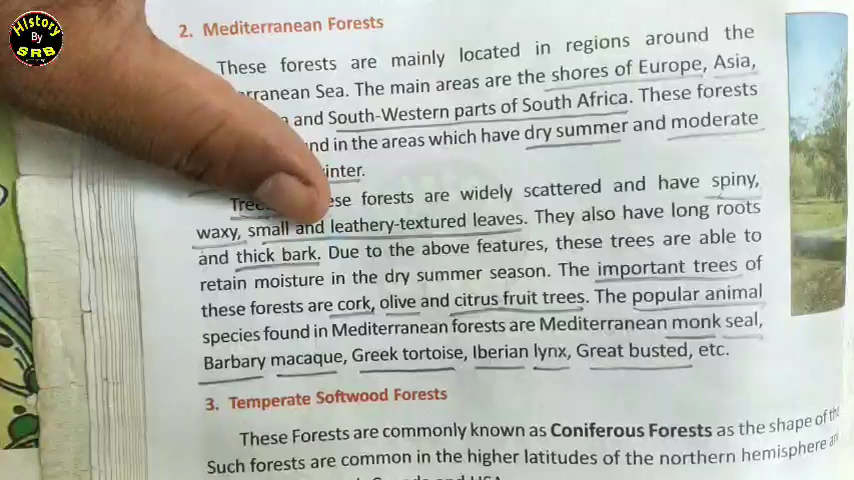 History
By
SRB
2. Mediterranean Forests
These forests are mainly located in regions around the
rranean Sea. The main areas are the shores of Europe, Asia,
and South-Western parts of South Africa. These forests
nd in the areas which have dry summer and moderate
inter.
Trees ese forests are widely scattered and have spiny,
waxy, small and leathery-textured leaves. They also have long roots
and thick bark. Due to the above features, these trees are able to
retain moisture in the dry summer season. The important trees of
these forests are cork, olive and citrus fruit trees. The popular animal
species found in Mediterranean forests are Mediterranean monk seal,
Barbary macaque, Greek tortoise, Iberian lynx, Great busted, etc.
3. Temperate Softwood Forests
These Forests are commonly known as Coniferous Forests as the shape of the
Such forests are common in the higher latitudes of the northern hemisphere